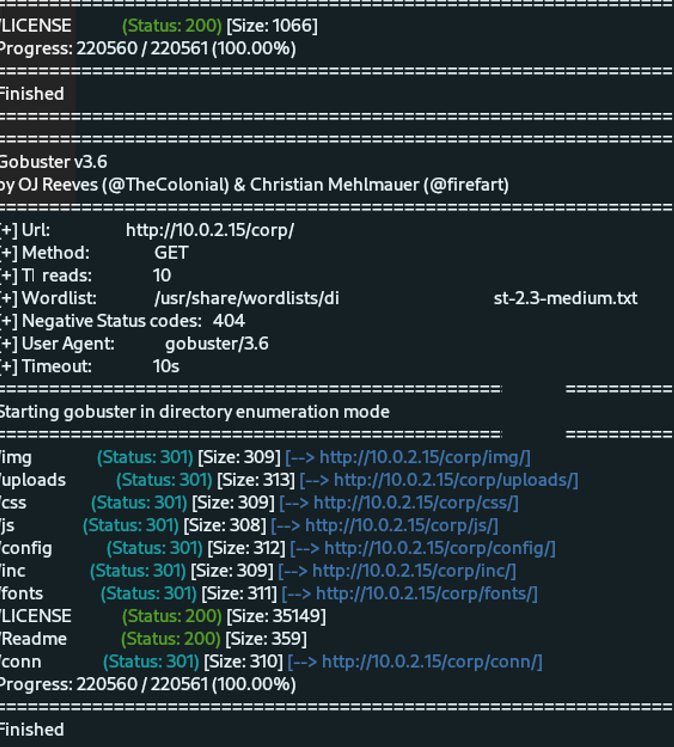 ==================================================
/LICENSE (Status: 200) [Size: 1066]
Progress: 220560 / 220561 (100.00%)
==================================================
Finished
==================================================
==================================================
Gobuster v3.6
by OJ Reeves (@TheColonial) & Christian Mehlmauer (@firefart)
==================================================
[+] Url: http://10.0.2.15/corp/
[+] Method: GET
[+] T reads: 10
[+] Wordlist: /usr/share/wordlists/di st-2.3-medium.txt
[+] Negative Status codes: 404
[+] User Agent: gobuster/3.6
[+] Timeout: 10s
==================================================
Starting gobuster in directory enumeration mode
==================================================
/img (Status: 301) [Size: 309] [--> http://10.0.2.15/corp/img/]
/uploads (Status: 301) [Size: 313] [--> http://10.0.2.15/corp/uploads/]
/css (Status: 301) [Size: 309] [--> http://10.0.2.15/corp/css/]
/js (Status: 301) [Size: 308] [--> http://10.0.2.15/corp/js/]
/config (Status: 301) [Size: 312] [--> http://10.0.2.15/corp/config/]
/inc (Status: 301) [Size: 309] [--> http://10.0.2.15/corp/inc/]
/fonts (Status: 301) [Size: 311] [--> http://10.0.2.15/corp/fonts/]
/LICENSE (Status: 200) [Size: 35149]
/Readme (Status: 200) [Size: 359]
/conn (Status: 301) [Size: 310] [--> http://10.0.2.15/corp/conn/]
Progress: 220560 / 220561 (100.00%)
==================================================
Finished